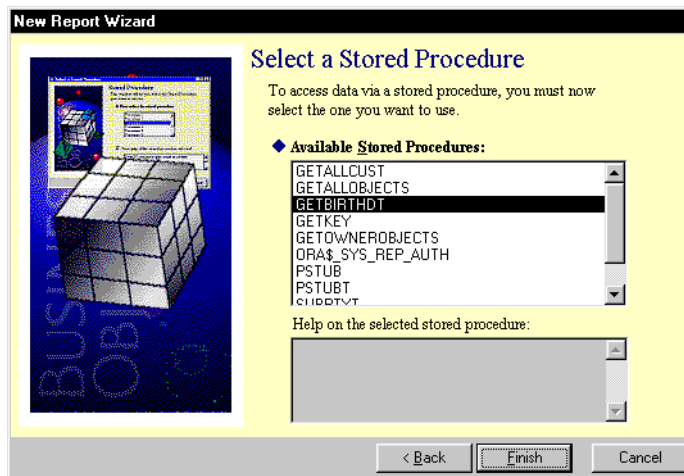 New Report Wizard
Select a Stored Procedure
To access data via a stored procedure, you must now
select the one you want to use.
Available Stored Procedures:
GETALLCUST
GETALLOBJECTS
GETBIRTHDT
GETKEY
GETOWNEROBJECTS
ORA$_SYS_REP_AUTH
PSTUB
PSTUBT
Help on the selected stored procedure:
< Back
Finish
Cancel